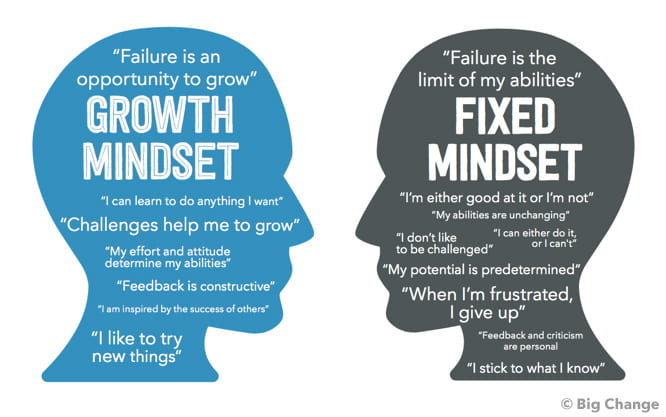 “Failure is an
opportunity to grow”
GROWTH
MINDSET
“I can learn to do anything I want”
“Challenges help me to grow”
“My effort and attitude
determine my abilities”
“Feedback is constructive”
“I am inspired by the success of others”
“I like to try
new things”
“Failure is the
limit of my abilities”
FIXED
MINDSET
“I’m either good at it or I’m not”
“My abilities are unchanging”
“I don’t like
to be challenged”
“I can either do it,
or I can’t”
“My potential is predetermined”
“When I’m frustrated,
I give up”
“Feedback and criticism
are personal
“I stick to what I know”
© Big Change